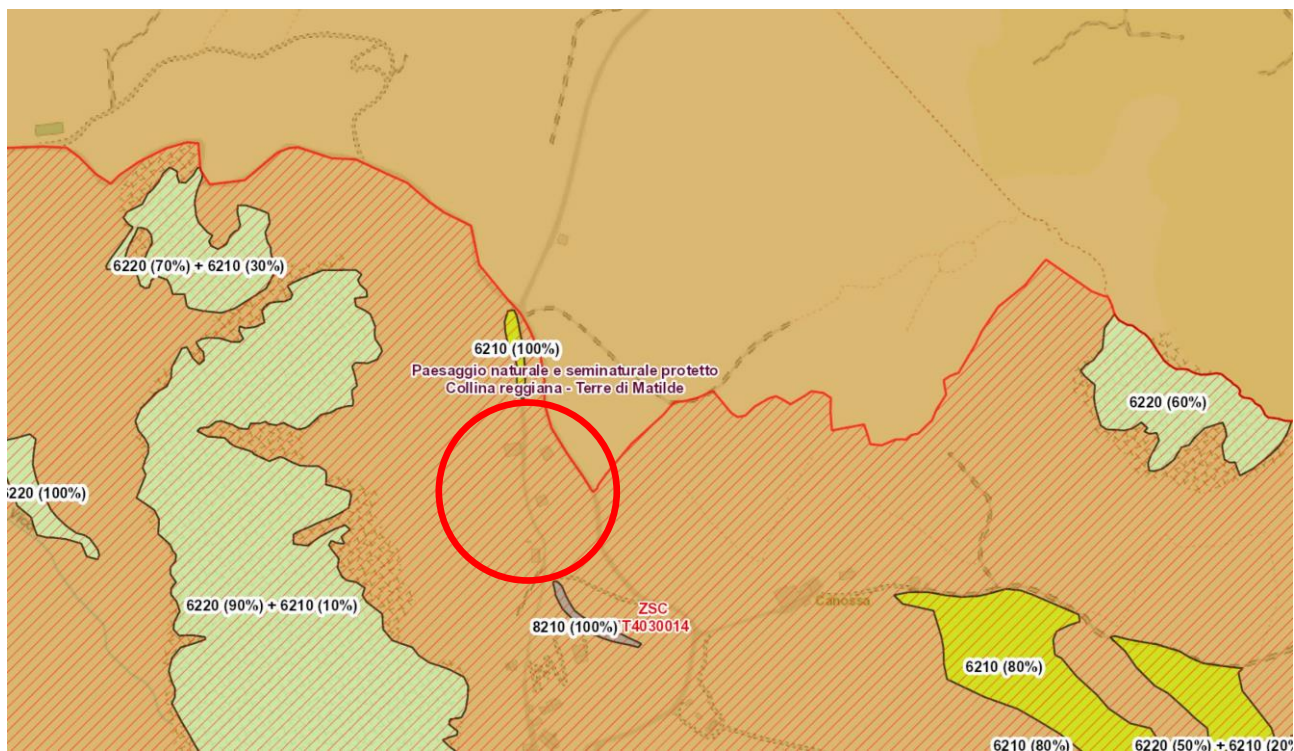 6220 (70%) + 6210 (30%)
6210 (100%)
Paesaggio naturale e seminaturale protetto
Collina reggiana - Terre di Matilde
6220 (60%)
6220 (100%)
6220 (90%) + 6210 (10%)
Canossa
ZSC
IT4030014
8210 (100%)
6210 (80%)
6210 (80%)
6220 (50%) + 6210 (20%